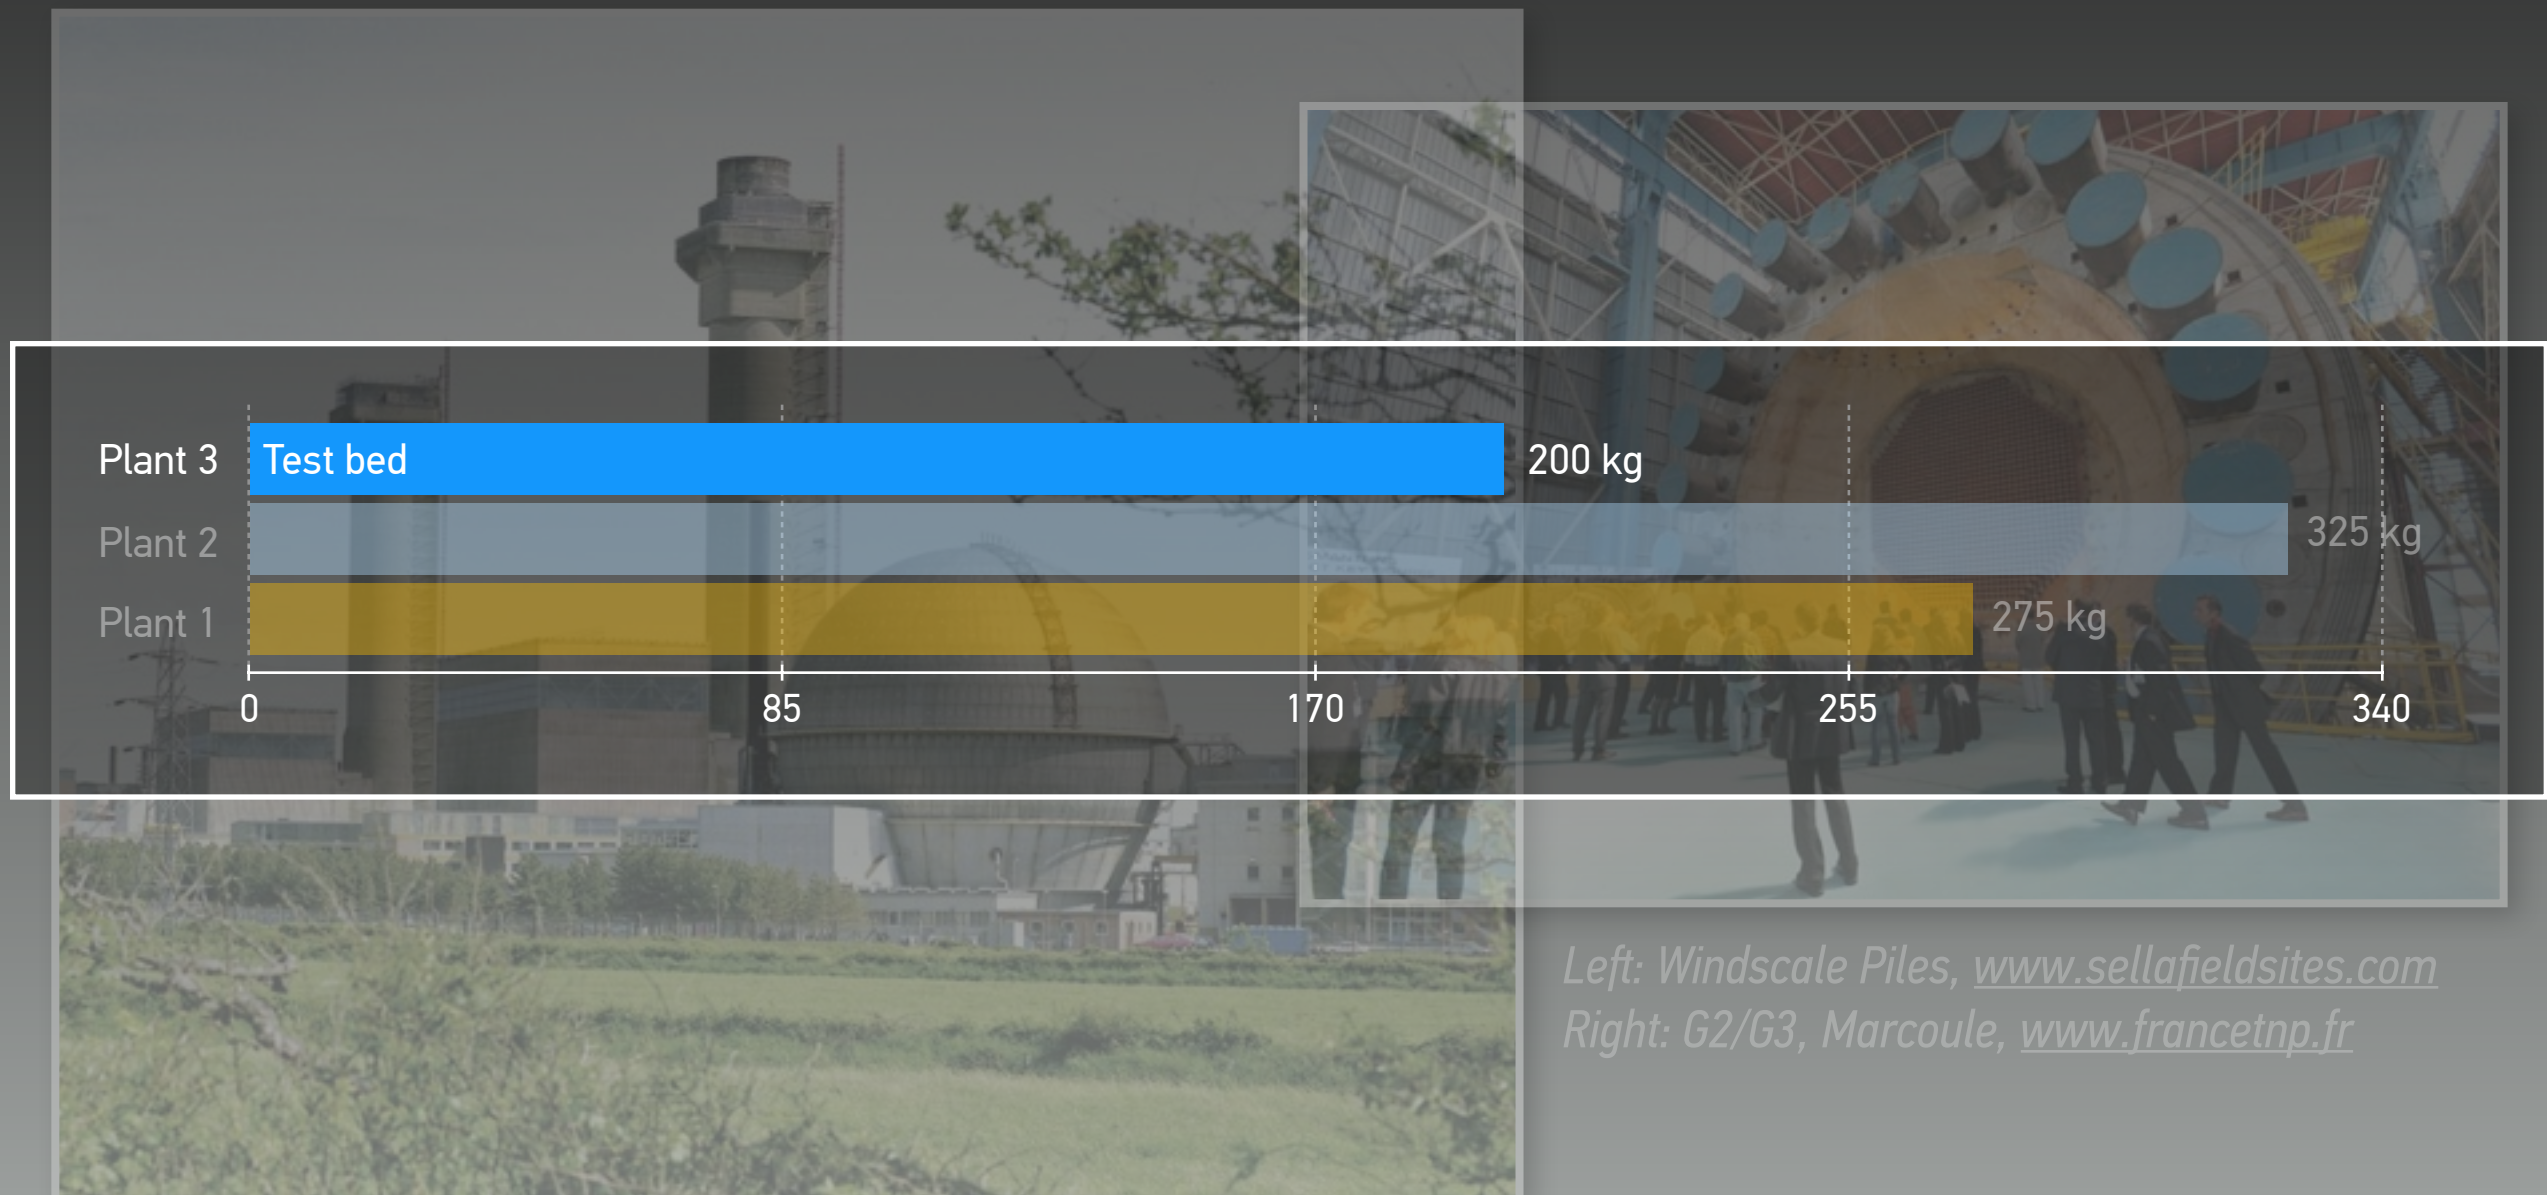 Plant 3 Test bed 200 kg
Plant 2 325 kg
Plant 1 275 kg
0 85 170 255 340
Left: Windscale Piles, www.sellafieldsites.com
Right: G2/G3, Marcoule, www.francetnp.fr